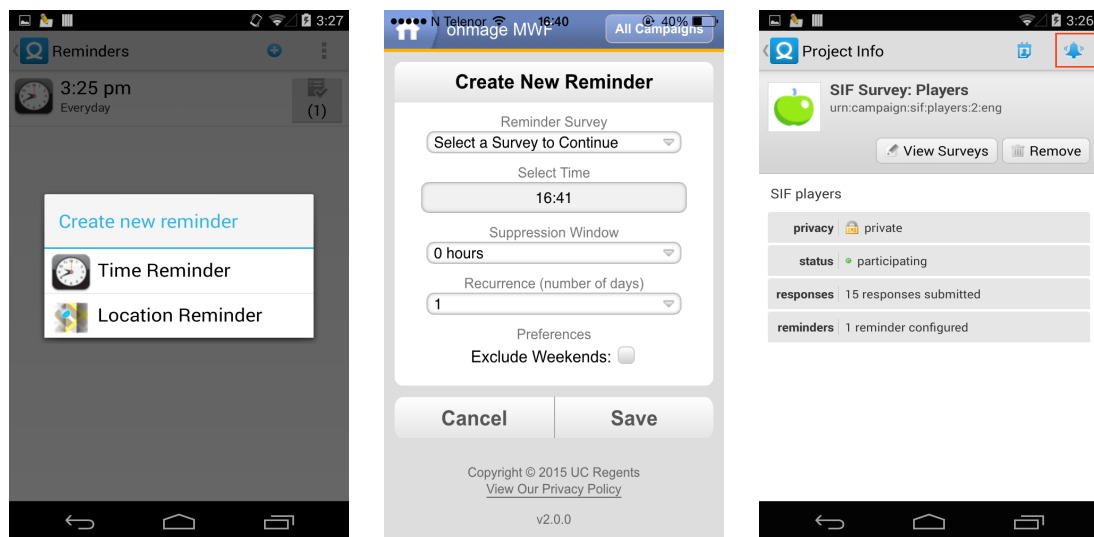 3:27
Reminders
3:25 pm
Everyday
(1)
Create new reminder
Time Reminder
Location Reminder
N Telenor 16:40 40%
ohmage MWF
All Campaigns
Create New Reminder
Reminder Survey
Select a Survey to Continue
Select Time
16:41
Suppression Window
0 hours
Recurrence (number of days)
1
Preferences
Exclude Weekends:
Cancel
Save
Copyright © 2015 UC Regents
View Our Privacy Policy
v2.0.0
3:26
Project Info
SIF Survey: Players
urn:campaign:sif:players:2:eng
View Surveys
Remove
SIF players
privacy private
status participating
responses 15 responses submitted
reminders 1 reminder configured